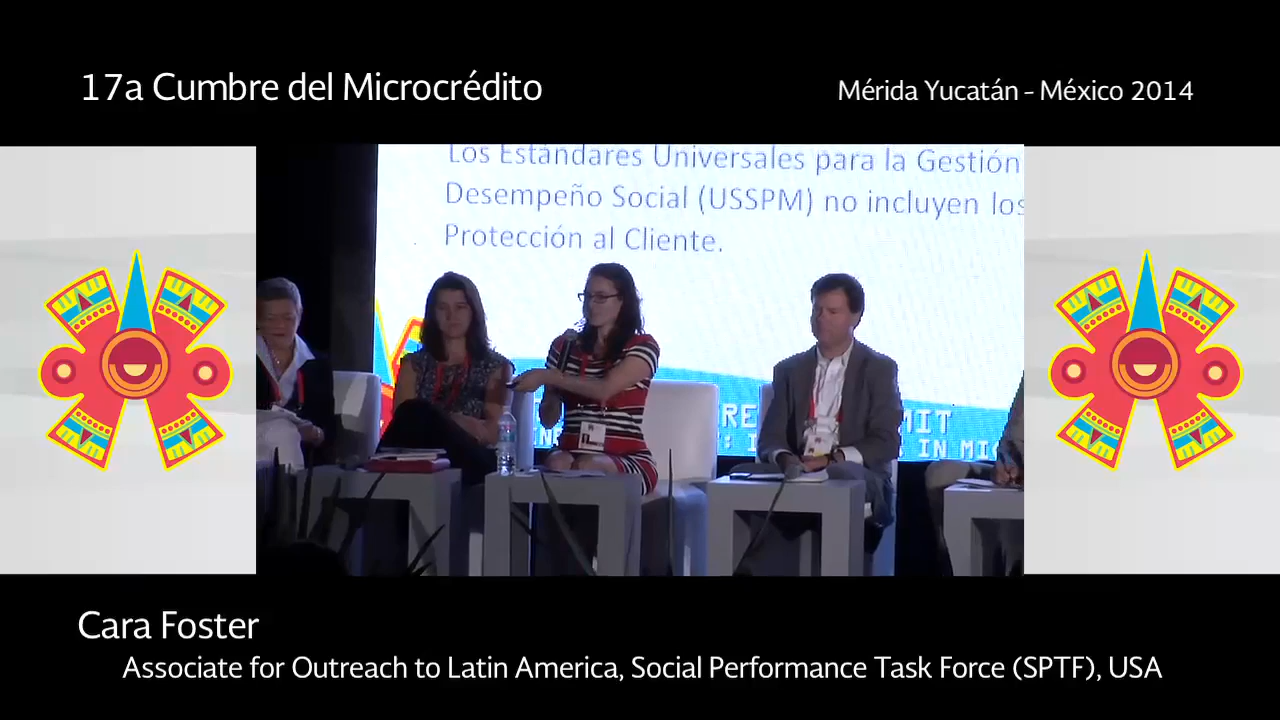 17a Cumbre del Microcrédito
Mérida Yucatán - México 2014
Los Estándares Universales para la Gestión
Desempeño Social (USSPM) no incluyen los
Protección al Cliente.
Cara Foster
Associate for Outreach to Latin America, Social Performance Task Force (SPTF), USA